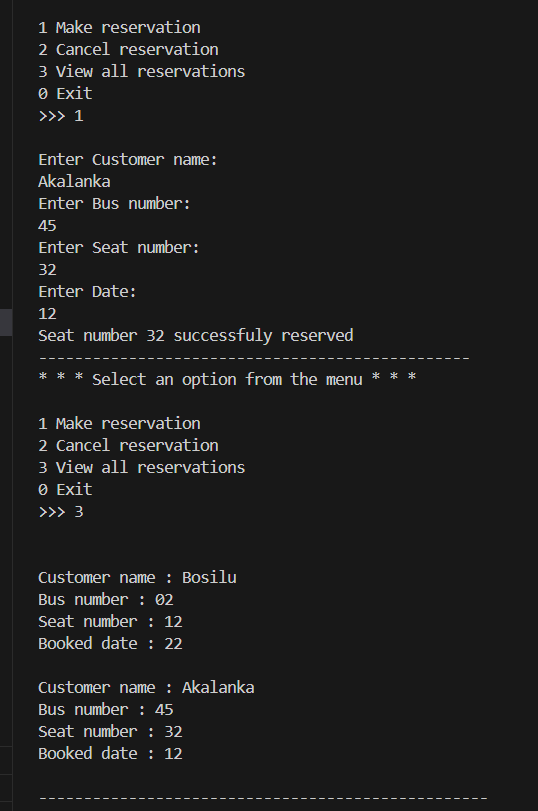 1 Make reservation
2 Cancel reservation
3 View all reservations
0 Exit
>>> 1
Enter Customer name:
Akalanka
Enter Bus number:
45
Enter Seat number:
32
Enter Date:
12
Seat number 32 successfuly reserved
------------------------------------------------
* * * Select an option from the menu * * *
1 Make reservation
2 Cancel reservation
3 View all reservations
0 Exit
>>> 3
Customer name : Bosilu
Bus number : 02
Seat number : 12
Booked date : 22
Customer name : Akalanka
Bus number : 45
Seat number : 32
Booked date : 12
--------------------------------------------------